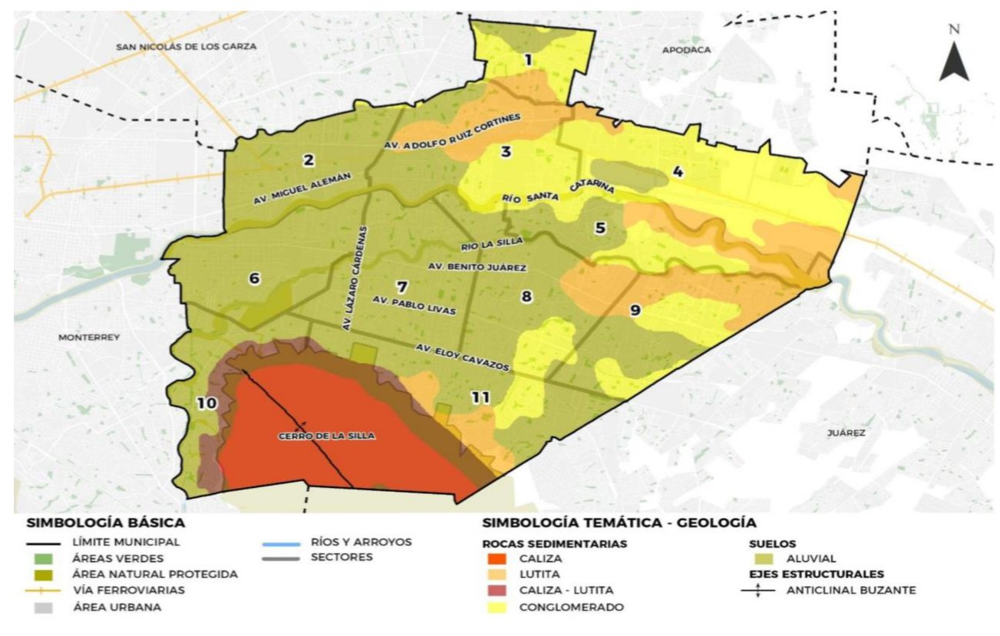 N
SAN NICOLÁS DE LOS GARZA
APODACA
1
AV. ADOLFO RUIZ CORTINES
2
3
4
AV. MIGUEL ALEMÁN
RÍO SANTA CATARINA
5
RIO LA SILLA
AV. BENITO JUÁREZ
AV. LÁZARO CÁRDENAS
6
7
8
AV. PABLO LIVAS
9
MONTERREY
AV. ELOY CAVAZOS
10
11
CERRO DE LA SILLA
JUÁREZ
SIMBOLOGÍA BÁSICA
LÍMITE MUNICIPAL
ÁREAS VERDES
ÁREA NATURAL PROTEGIDA
VÍA FERROVIARIAS
ÁREA URBANA
RÍOS Y ARROYOS
SECTORES
SIMBOLOGÍA TEMÁTICA - GEOLOGÍA
ROCAS SEDIMENTARIAS
CALIZA
LUTITA
CALIZA - LUTITA
CONGLOMERADO
SUELOS
ALUVIAL
EJES ESTRUCTURALES
ANTICLINAL BUZANTE